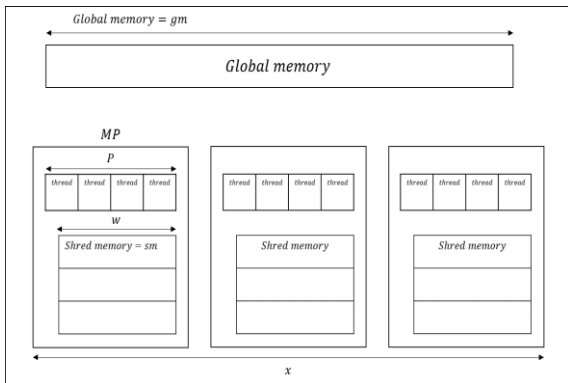 Global memory = gm
Global memory
MP
P
thread thread thread thread
w
Shred memory = sm
thread thread thread thread
Shred memory
thread thread thread thread
Shred memory
x